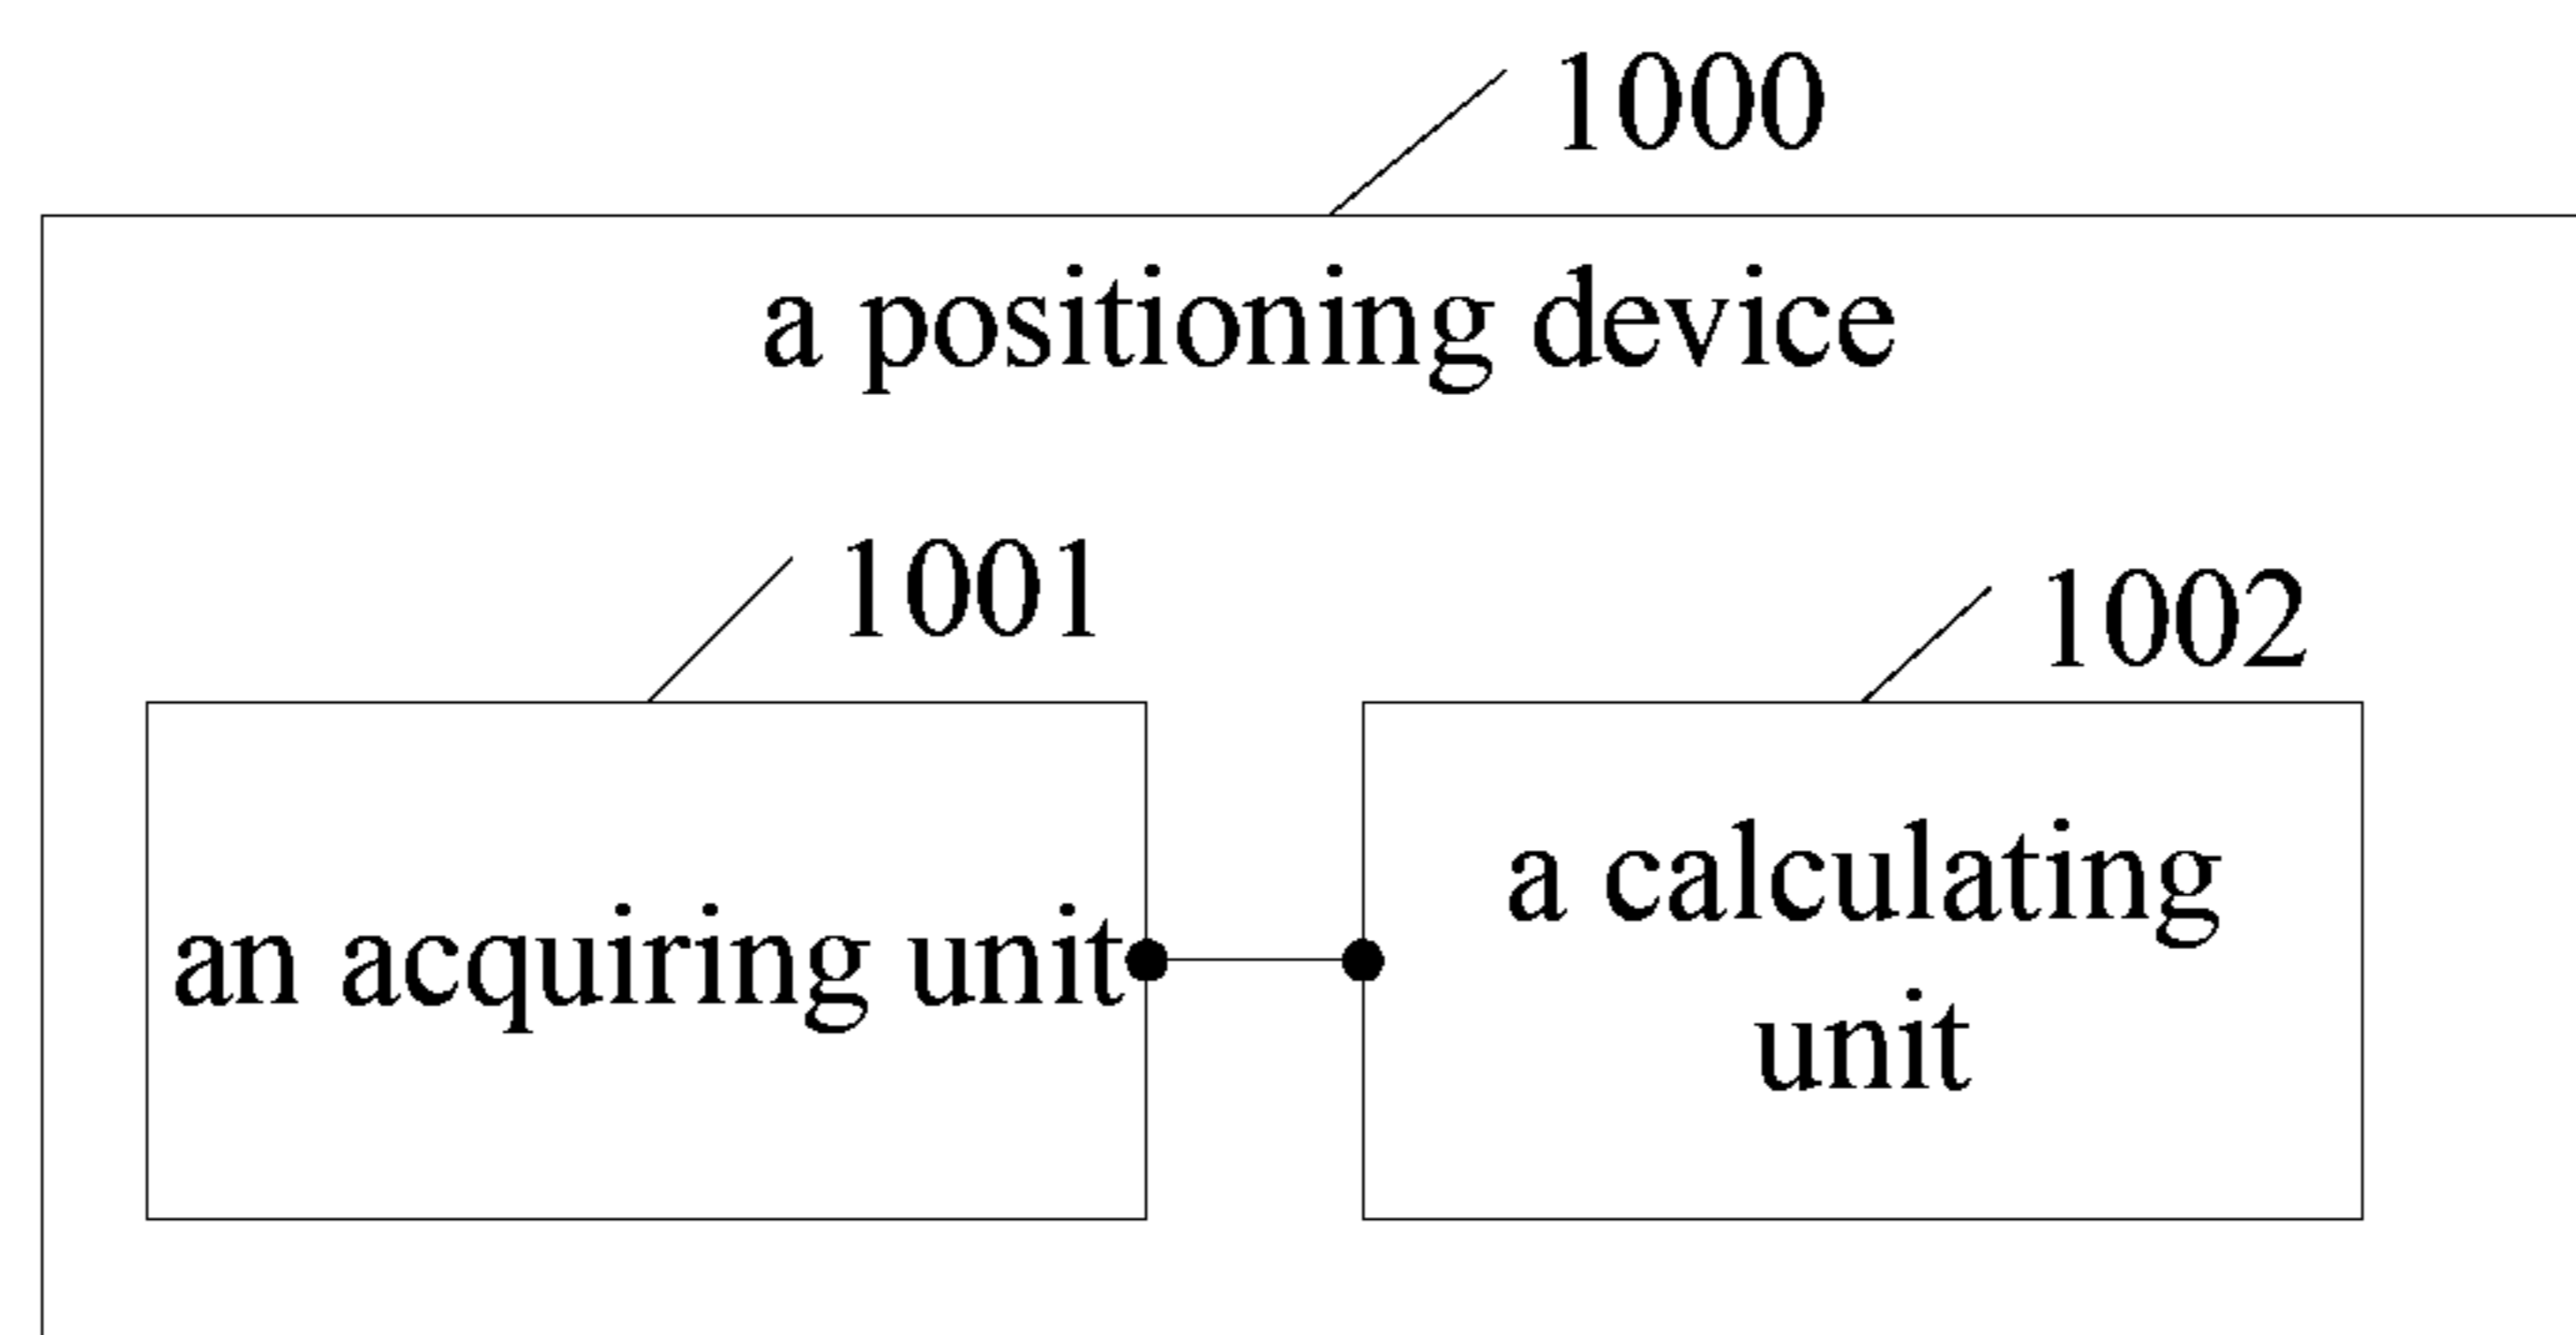 1000
a positioning device
1001
1002
an acquiring unit
a calculating
unit